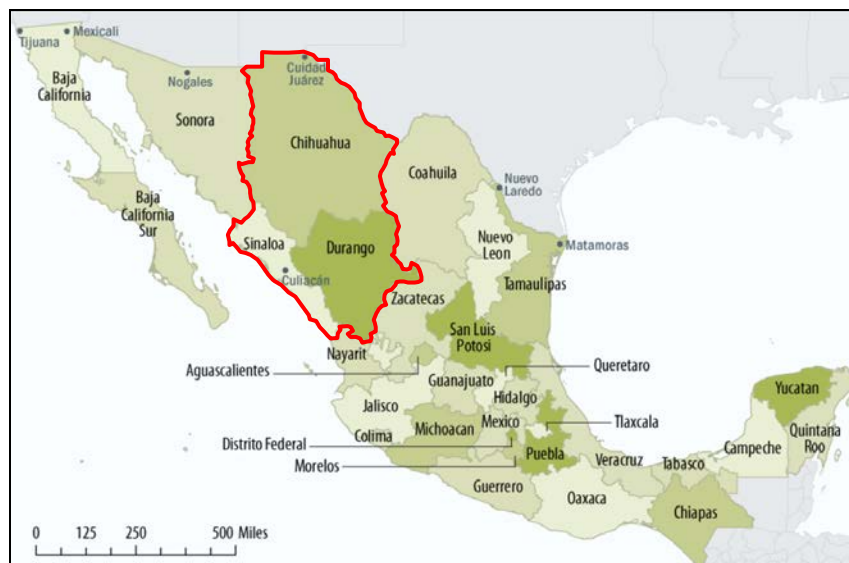 Tijuana
Mexicali
Nogales
Cuidad
Juárez
Baja
California
Sonora
Chihuahua
Coahuila
Nuevo
Laredo
Baja
California
Sur
Sinaloa
Durango
Nuevo
Leon
Matamoras
Culiacán
Zacatecas
Tamaulipas
San Luis
Potosi
Nayarit
Aguascalientes
Queretaro
Guanajuato
Hidalgo
Yucatan
Jalisco
Mexico
Tlaxcala
Colima
Michoacan
Distrito Federal
Puebla
Veracruz
Tabasco
Campeche
Quintana
Roo
Morelos
Guerrero
Oaxaca
Chiapas
0 125 250 500 Miles